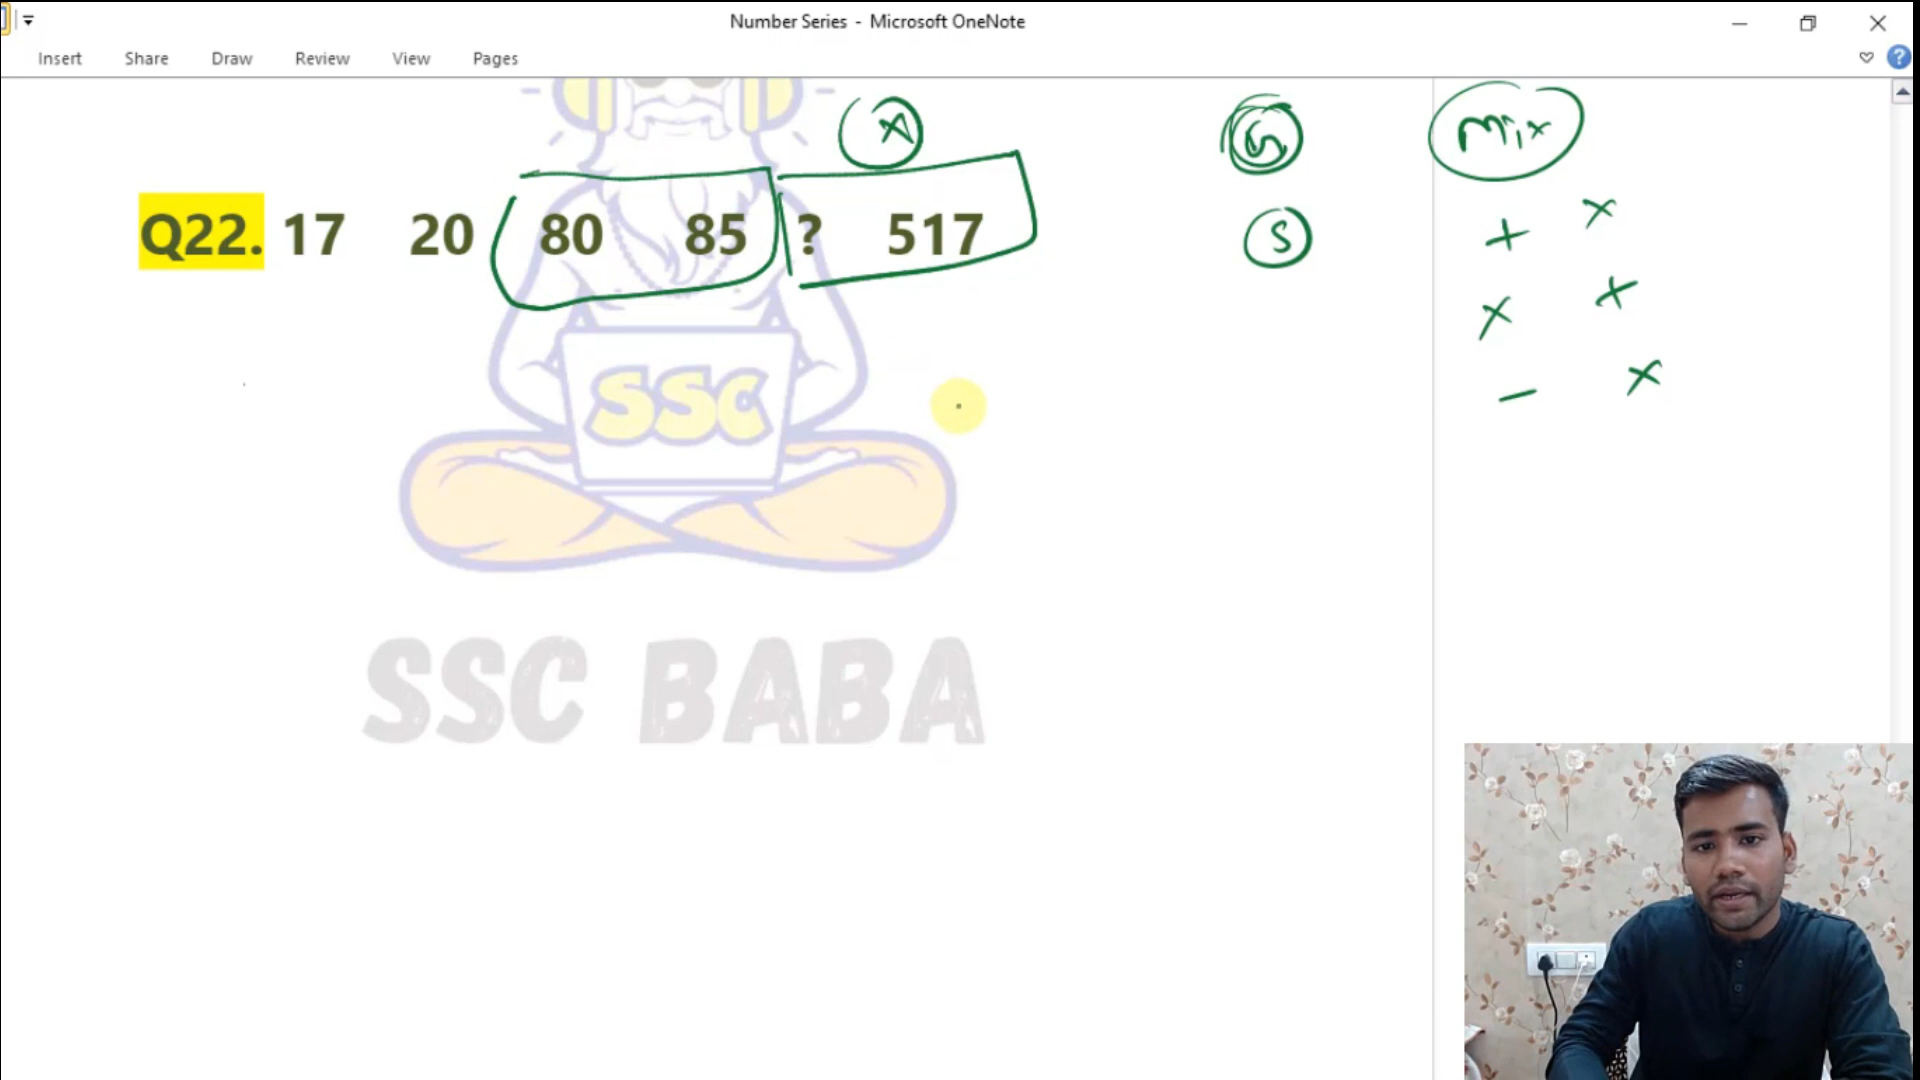 Number Series - Microsoft OneNote
Insert Share Draw Review View Pages
?
G
mix
Q22. 17 20 80 85 ? 517
S
+ ×
× +
- ×
SSC
SSC BABA